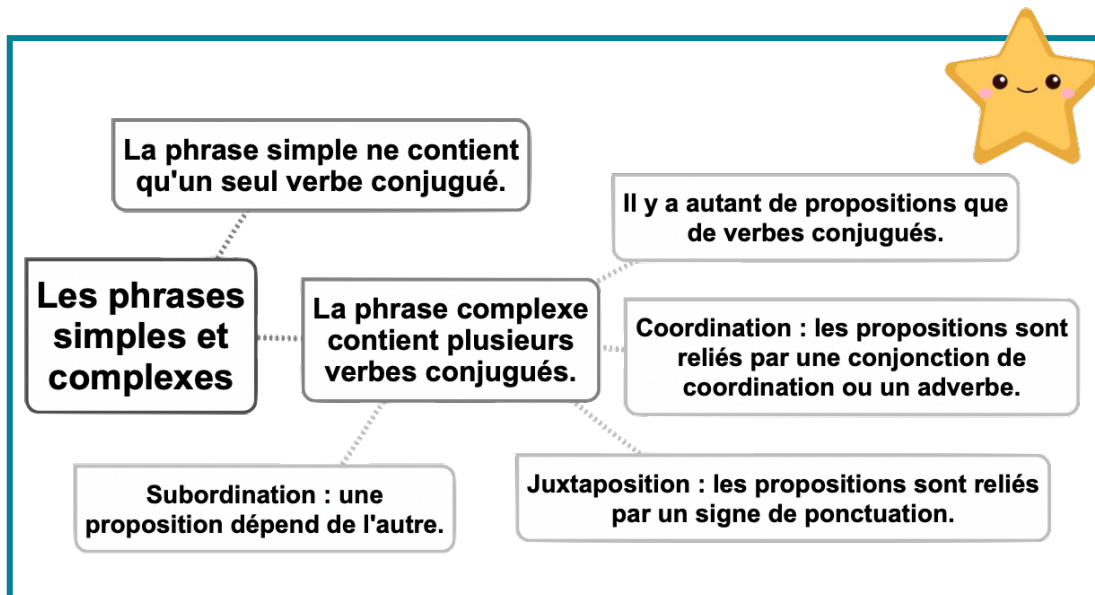 La phrase simple ne contient
qu'un seul verbe conjugué.
Il y a autant de propositions que
de verbes conjugués.
Les phrases
simples et
complexes
La phrase complexe
contient plusieurs
verbes conjugués.
Coordination : les propositions sont
reliés par une conjonction de
coordination ou un adverbe.
Subordination : une
proposition dépend de l'autre.
Juxtaposition : les propositions sont reliés
par un signe de ponctuation.